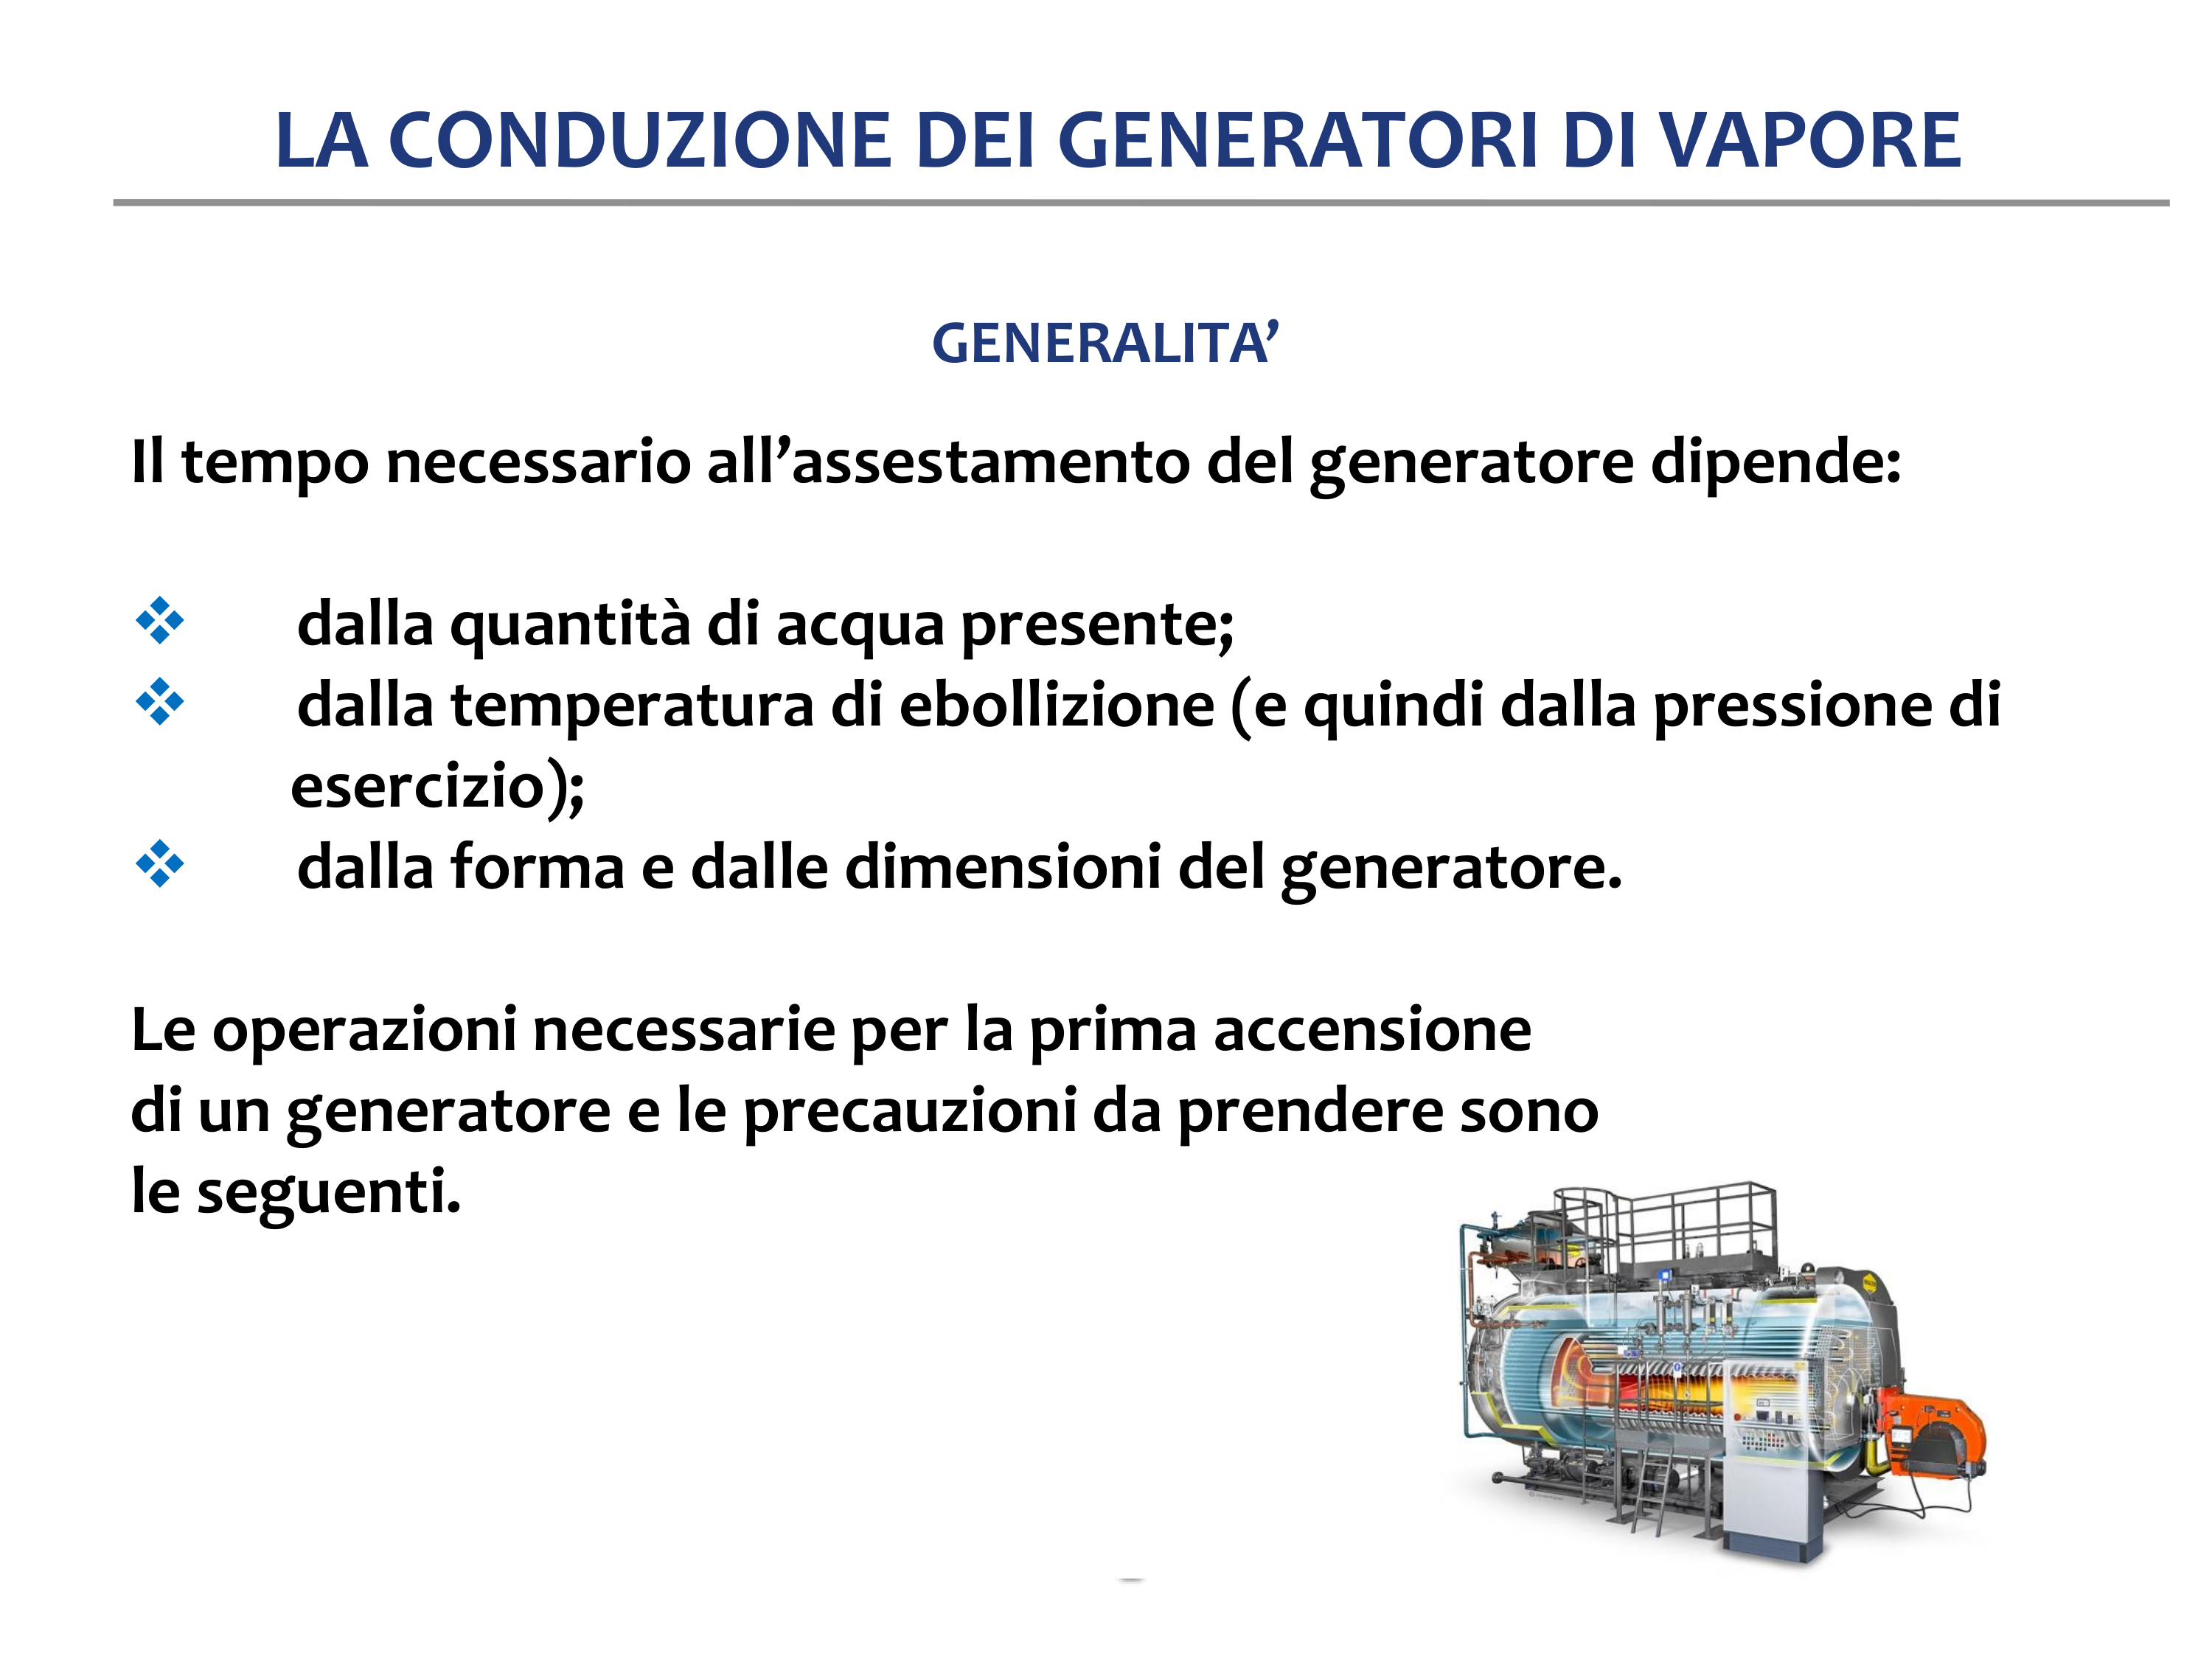 LA CONDUZIONE DEI GENERATORI DI VAPORE
GENERALITA’
Il tempo necessario all’assestamento del generatore dipende:
❖ dalla quantità di acqua presente;
❖ dalla temperatura di ebollizione (e quindi dalla pressione di
esercizio);
❖ dalla forma e dalle dimensioni del generatore.
Le operazioni necessarie per la prima accensione
di un generatore e le precauzioni da prendere sono
le seguenti.